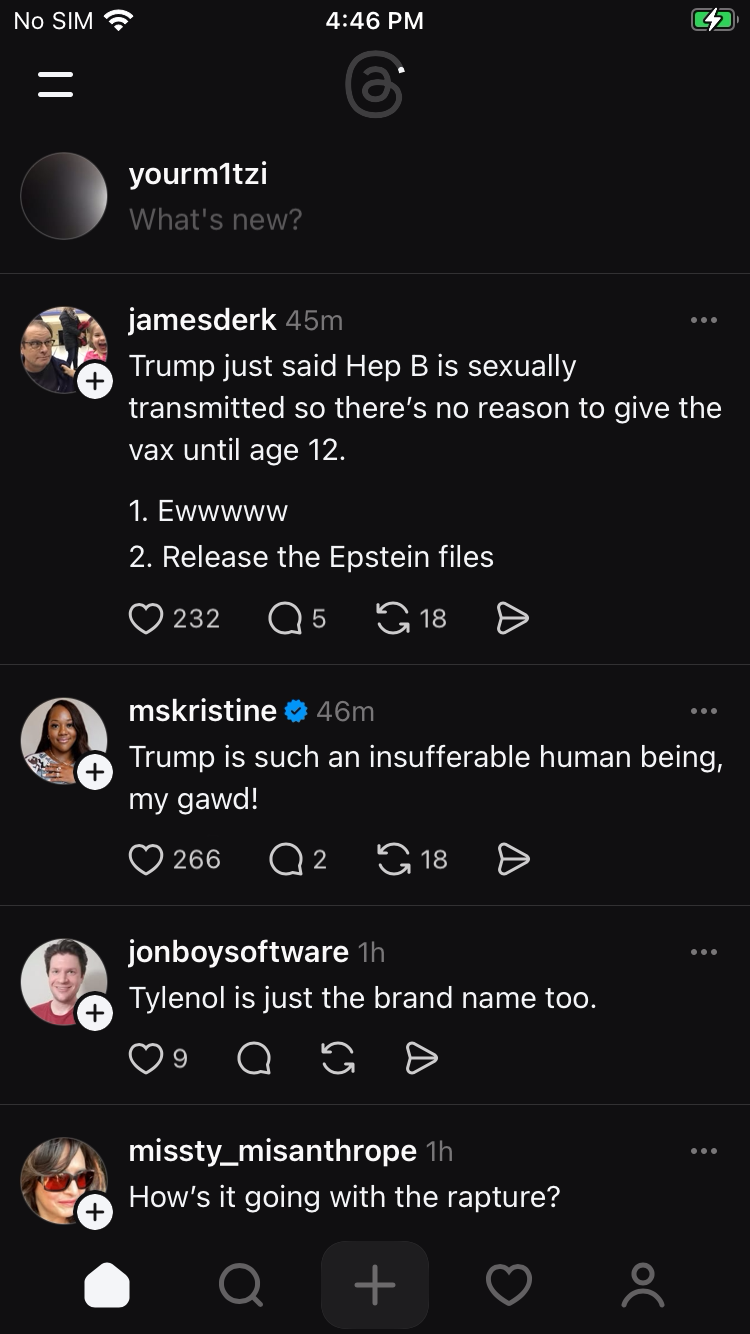 No SIM 4:46 PM
yourm1tzi
What's new?
jamesderk 45m
Trump just said Hep B is sexually
transmitted so there’s no reason to give the
vax until age 12.
1. Ewwwww
2. Release the Epstein files
232 5 18
mskristine 46m
Trump is such an insufferable human being,
my gawd!
266 2 18
jonboysoftware 1h
Tylenol is just the brand name too.
9
missty_misanthrope 1h
How’s it going with the rapture?